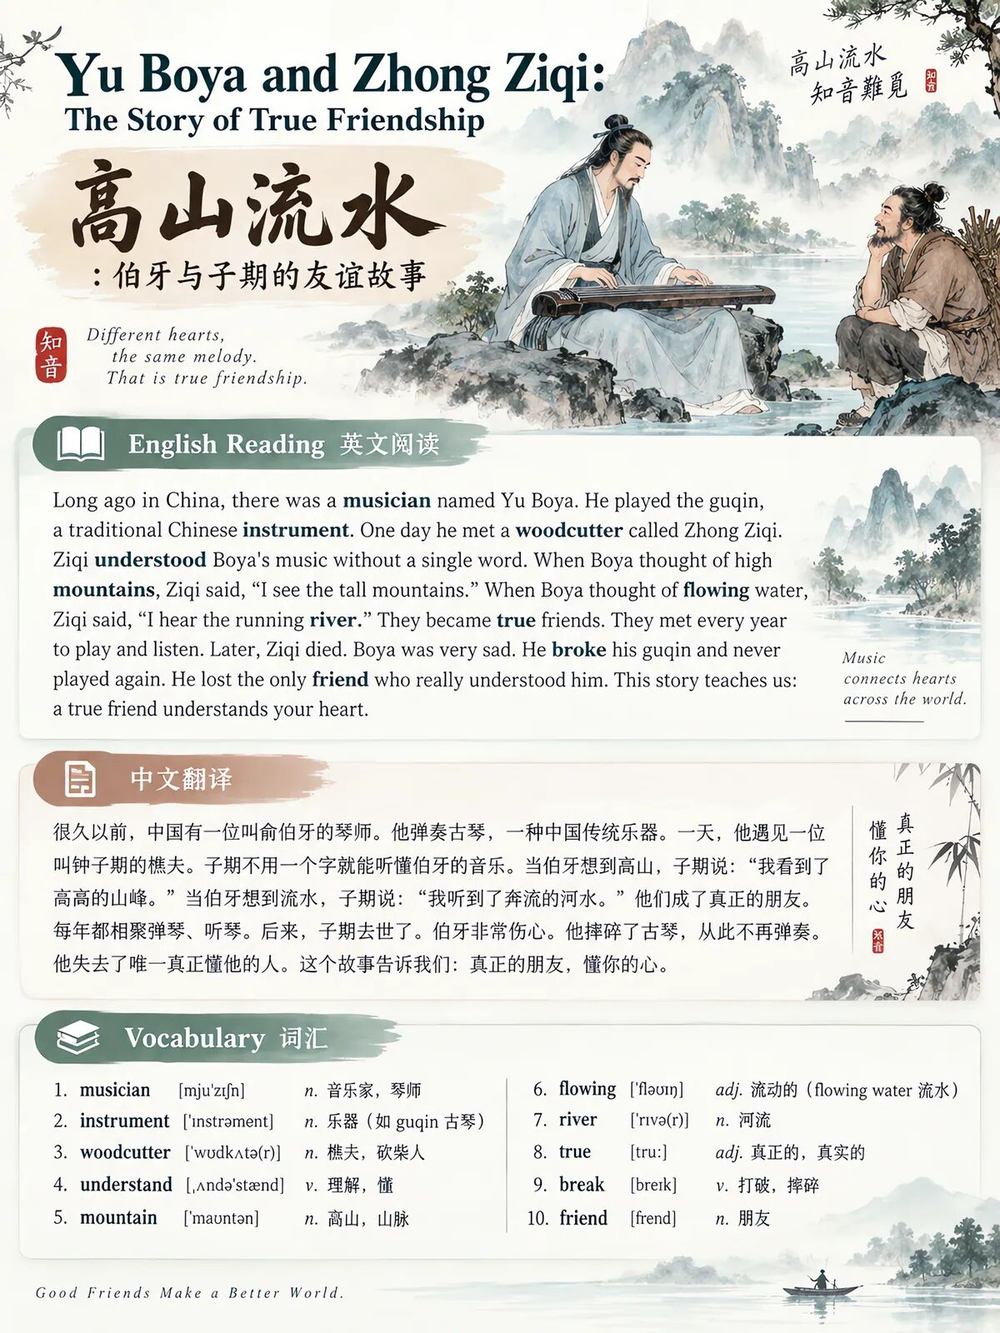 Yu Boya and Zhong Ziqi:
The Story of True Friendship
高山流水
：伯牙与子期的友谊故事
高山流水
知音難覓
知音
知音
Different hearts,
the same melody.
That is true friendship.
English Reading 英文阅读
Long ago in China, there was a musician named Yu Boya. He played the guqin,
a traditional Chinese instrument. One day he met a woodcutter called Zhong Ziqi.
Ziqi understood Boya's music without a single word. When Boya thought of high
mountains, Ziqi said, “I see the tall mountains.” When Boya thought of flowing water,
Ziqi said, “I hear the running river.” They became true friends. They met every year
to play and listen. Later, Ziqi died. Boya was very sad. He broke his guqin and never
played again. He lost the only friend who really understood him. This story teaches us:
a true friend understands your heart.
Music
connects hearts
across the world.
中文翻译
很久以前，中国有一位叫俞伯牙的琴师。他弹奏古琴，一种中国传统乐器。一天，他遇见一位
叫钟子期的樵夫。子期不用一个字就能听懂伯牙的音乐。当伯牙想到高山，子期说：“我看到了
高高的山峰。”当伯牙想到流水，子期说：“我听到了奔流的河水。”他们成了真正的朋友。
每年都相聚弹琴、听琴。后来，子期去世了。伯牙非常伤心。他摔碎了古琴，从此不再弹奏。
他失去了唯一真正懂他的人。这个故事告诉我们：真正的朋友，懂你的心。
真正的朋友
懂你的心
Vocabulary 词汇
1. musician [mju'zɪʃn] n. 音乐家，琴师
2. instrument ['ɪnstrəment] n. 乐器（如 guqin 古琴）
3. woodcutter ['wʊdkʌtə(r)] n. 樵夫，砍柴人
4. understand [ˌʌndə'stænd] v. 理解，懂
5. mountain ['maʊntən] n. 高山，山脉
6. flowing ['fləʊɪn] adj. 流动的（flowing water 流水）
7. river ['rɪvə(r)] n. 河流
8. true [tru:] adj. 真正的，真实的
9. break [breɪk] v. 打破，摔碎
10. friend [frend] n. 朋友
Good Friends Make a Better World.